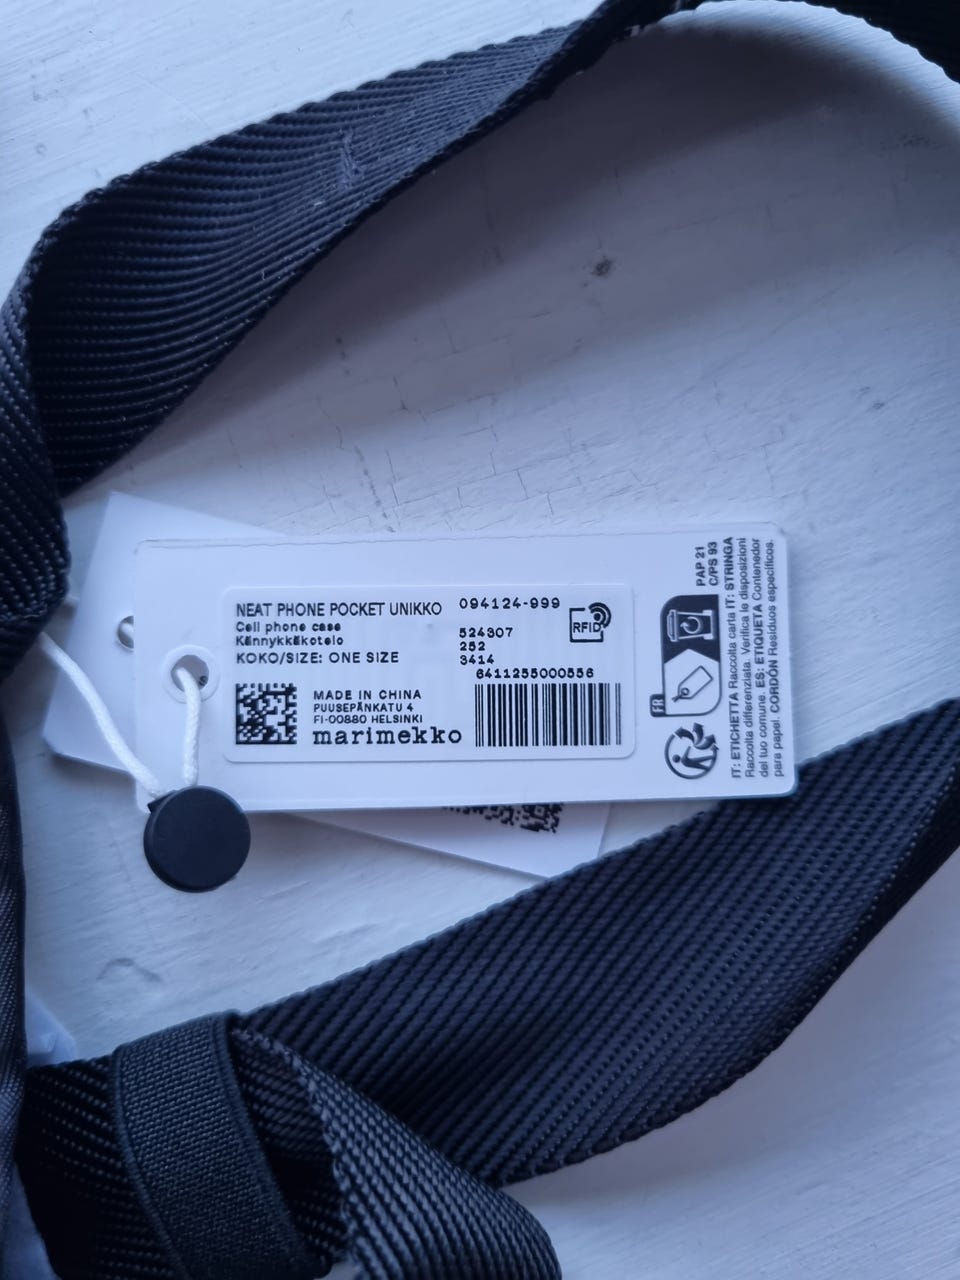 NEAT PHONE POCKET UNIKKO 094124-999
Cell phone case
Kännykkäkotelo
KOKO/SIZE: ONE SIZE
524307
252
3414
6411255000556
RFID
MADE IN CHINA
PUUSEPÄNKATU 4
FI-00880 HELSINKI
marimekko
FR
PAP 21
C/PS 93
IT: ETICHETTA Raccolta carta IT: STRINGA
Raccolta differenziata. Verifica le disposizioni
del tuo comune. ES: ETIQUETA Contenedor
para papel. CORDÓN Residuos específicos.